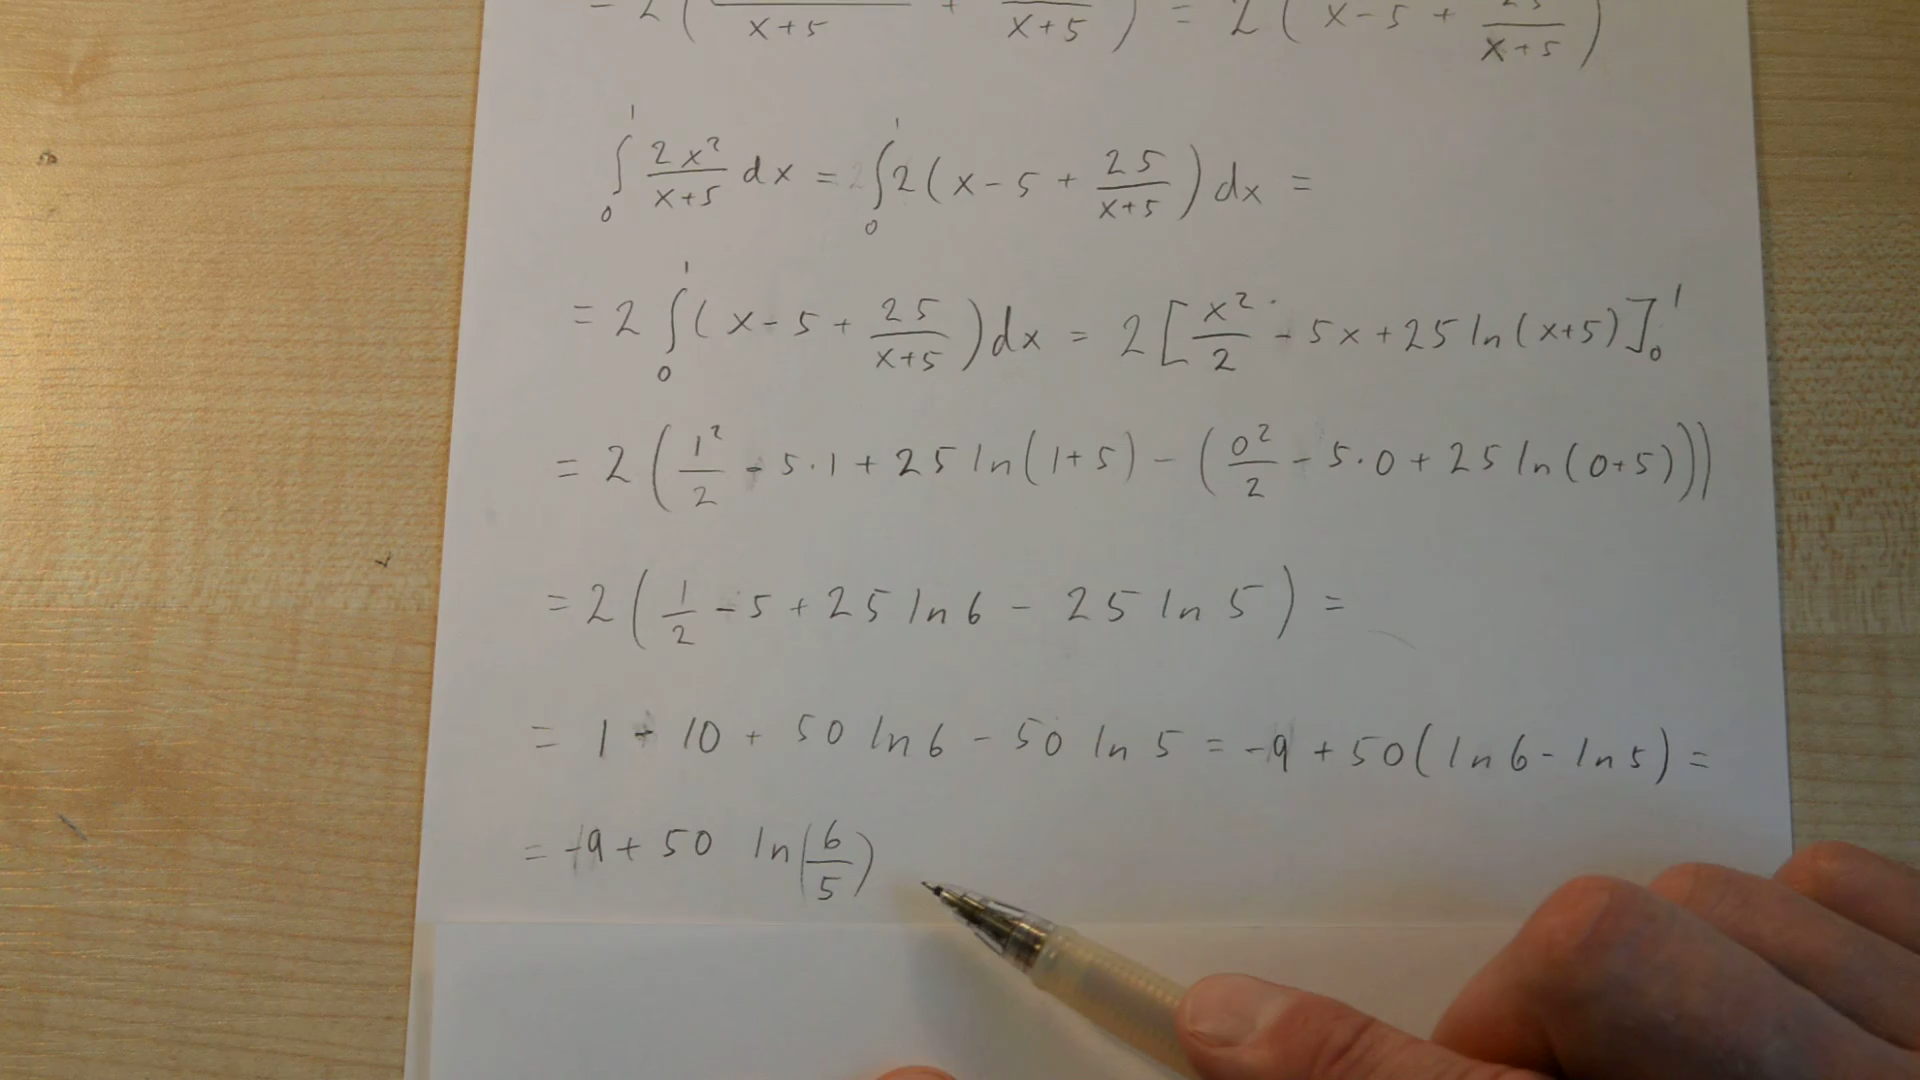 x+5 + x+5 ) = 2 ( x-5 + 25/x+5 )
∫₀¹ 2x²/x+5 dx = ∫₀¹ 2(x-5 + 25/x+5) dx =
= 2 ∫₀¹ (x-5+ 25/x+5) dx = 2 [x²/2 - 5x+25 ln(x+5)]₀¹
= 2 (1²/2 - 5·1 + 25 ln(1+5) - (0²/2 - 5·0 + 25 ln(0+5)))
= 2 (1/2 - 5 + 25 ln 6 - 25 ln 5) =
= 1 - 10 + 50 ln 6 - 50 ln 5 = -9 + 50(ln 6 - ln 5) =
= -9 + 50 ln(6/5)